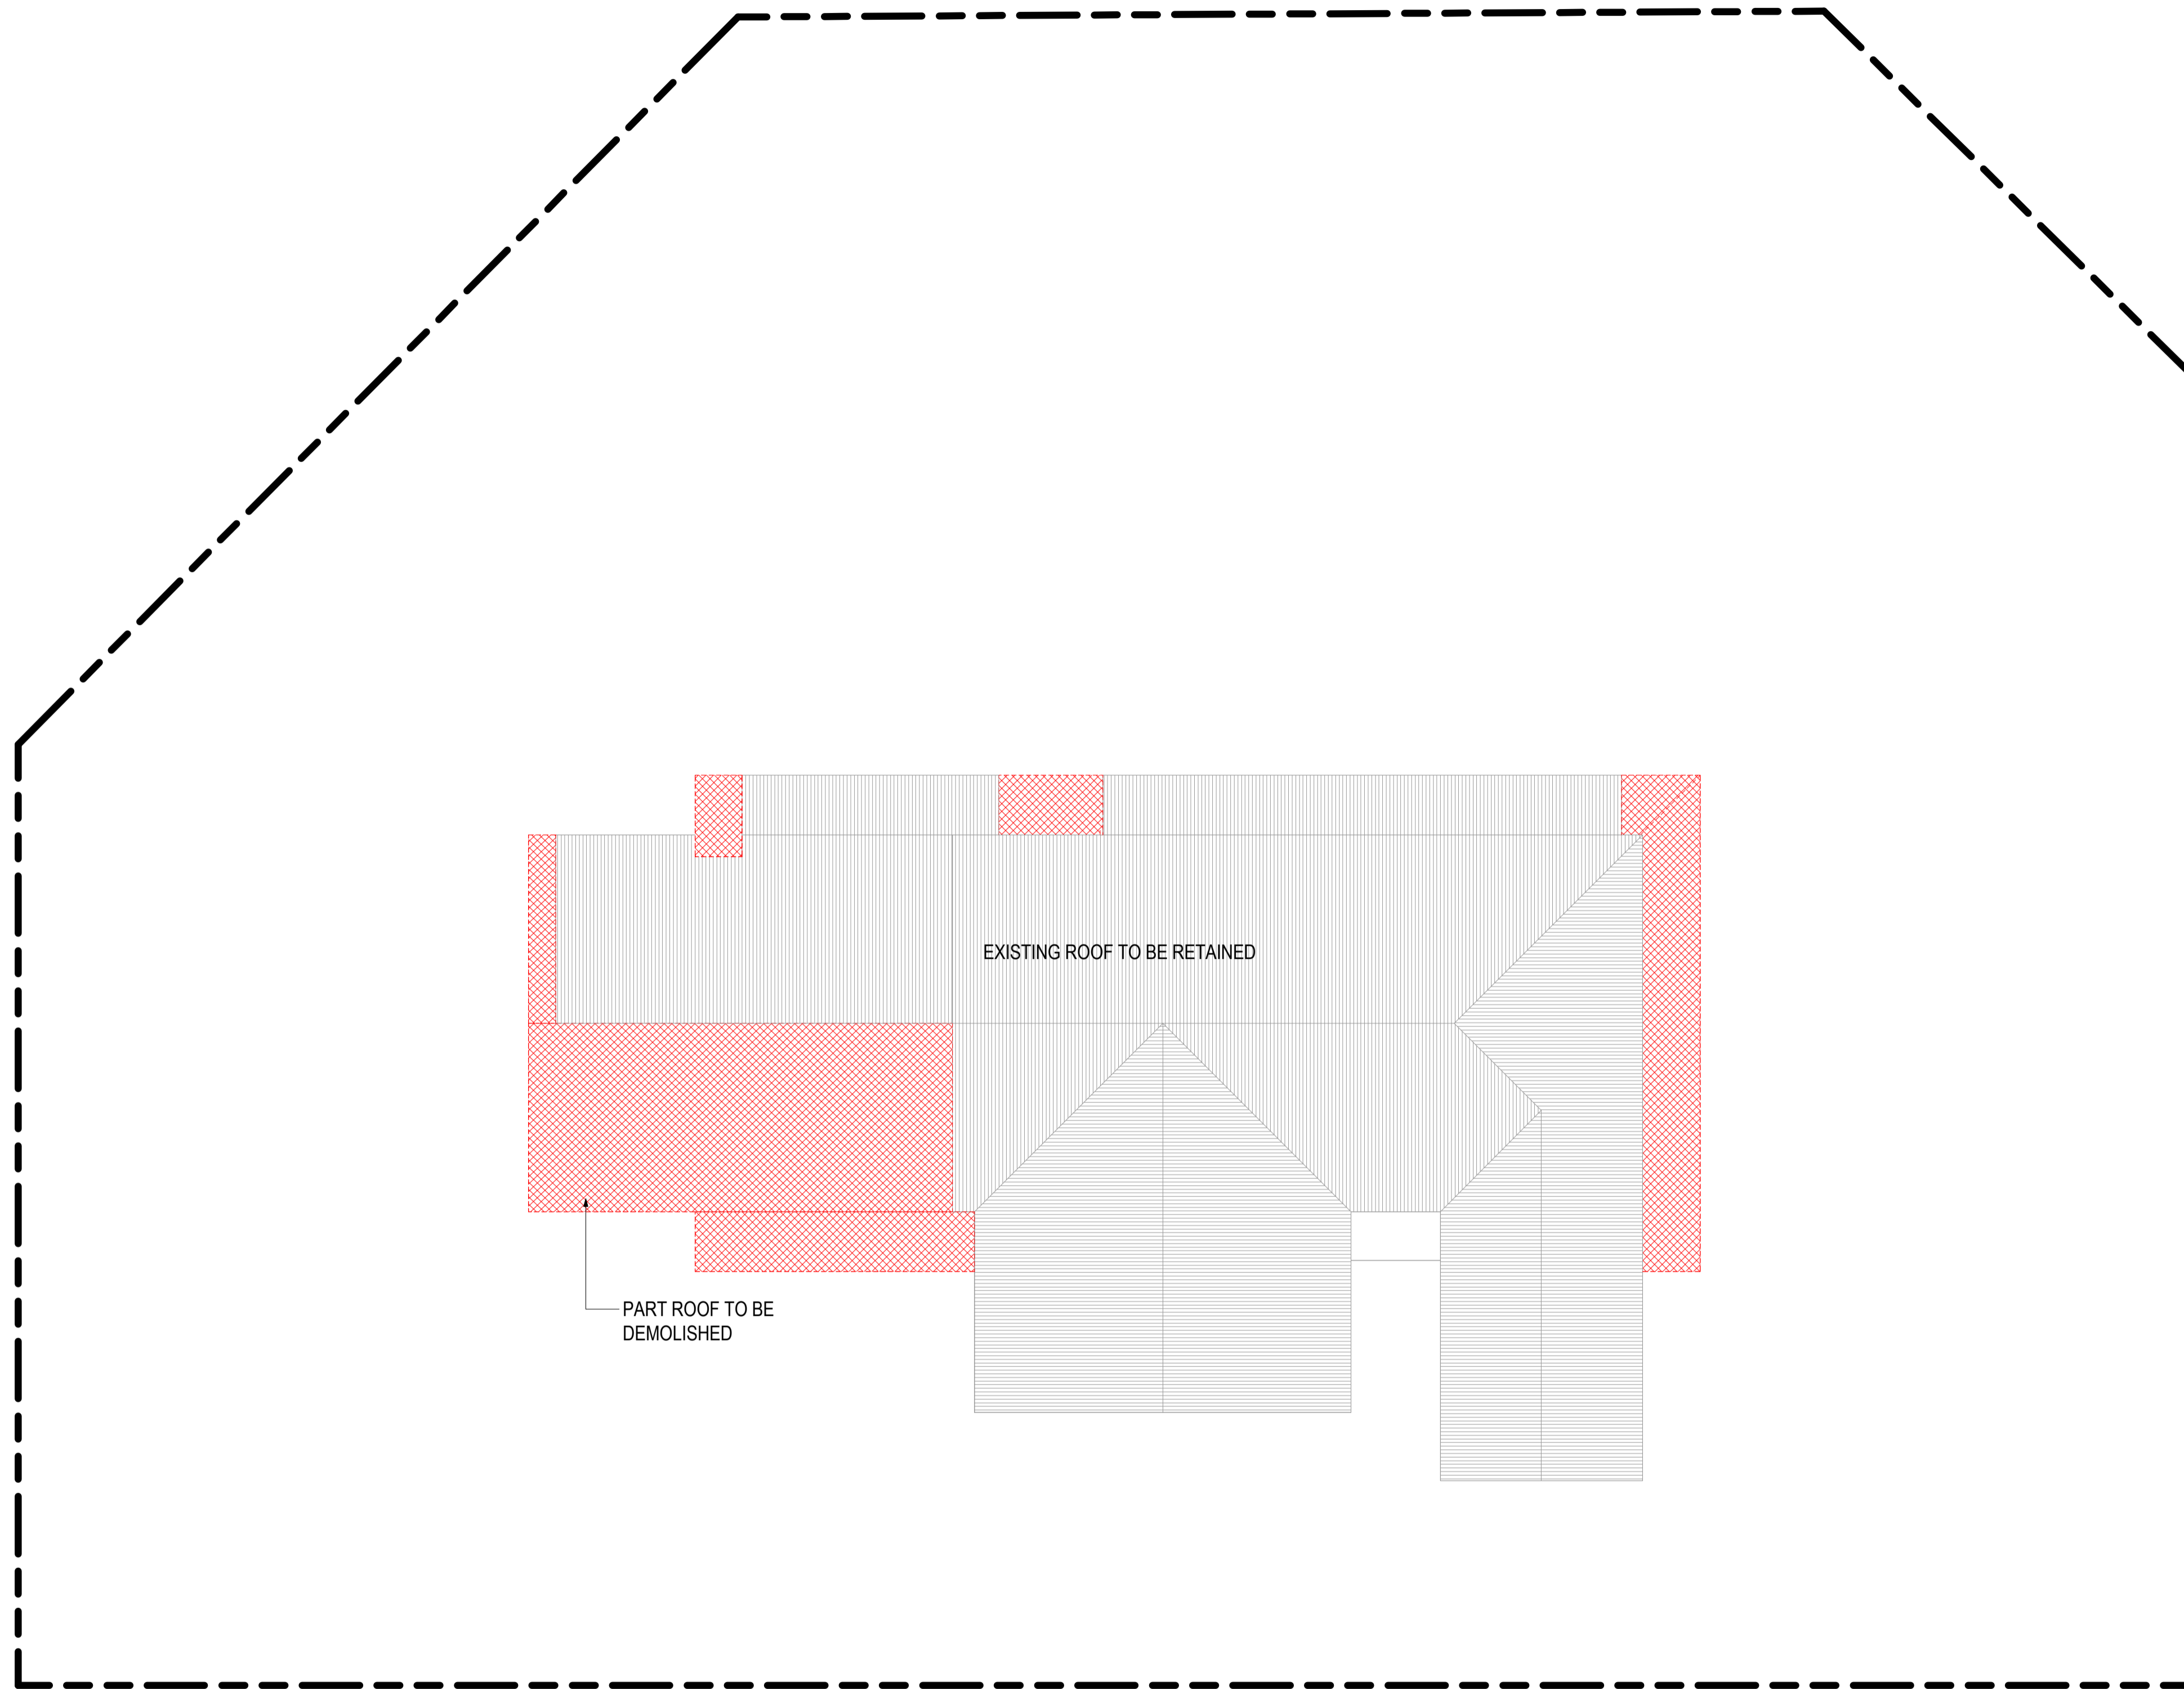 EXISTING ROOF TO BE RETAINED
PART ROOF TO BE
DEMOLISHED